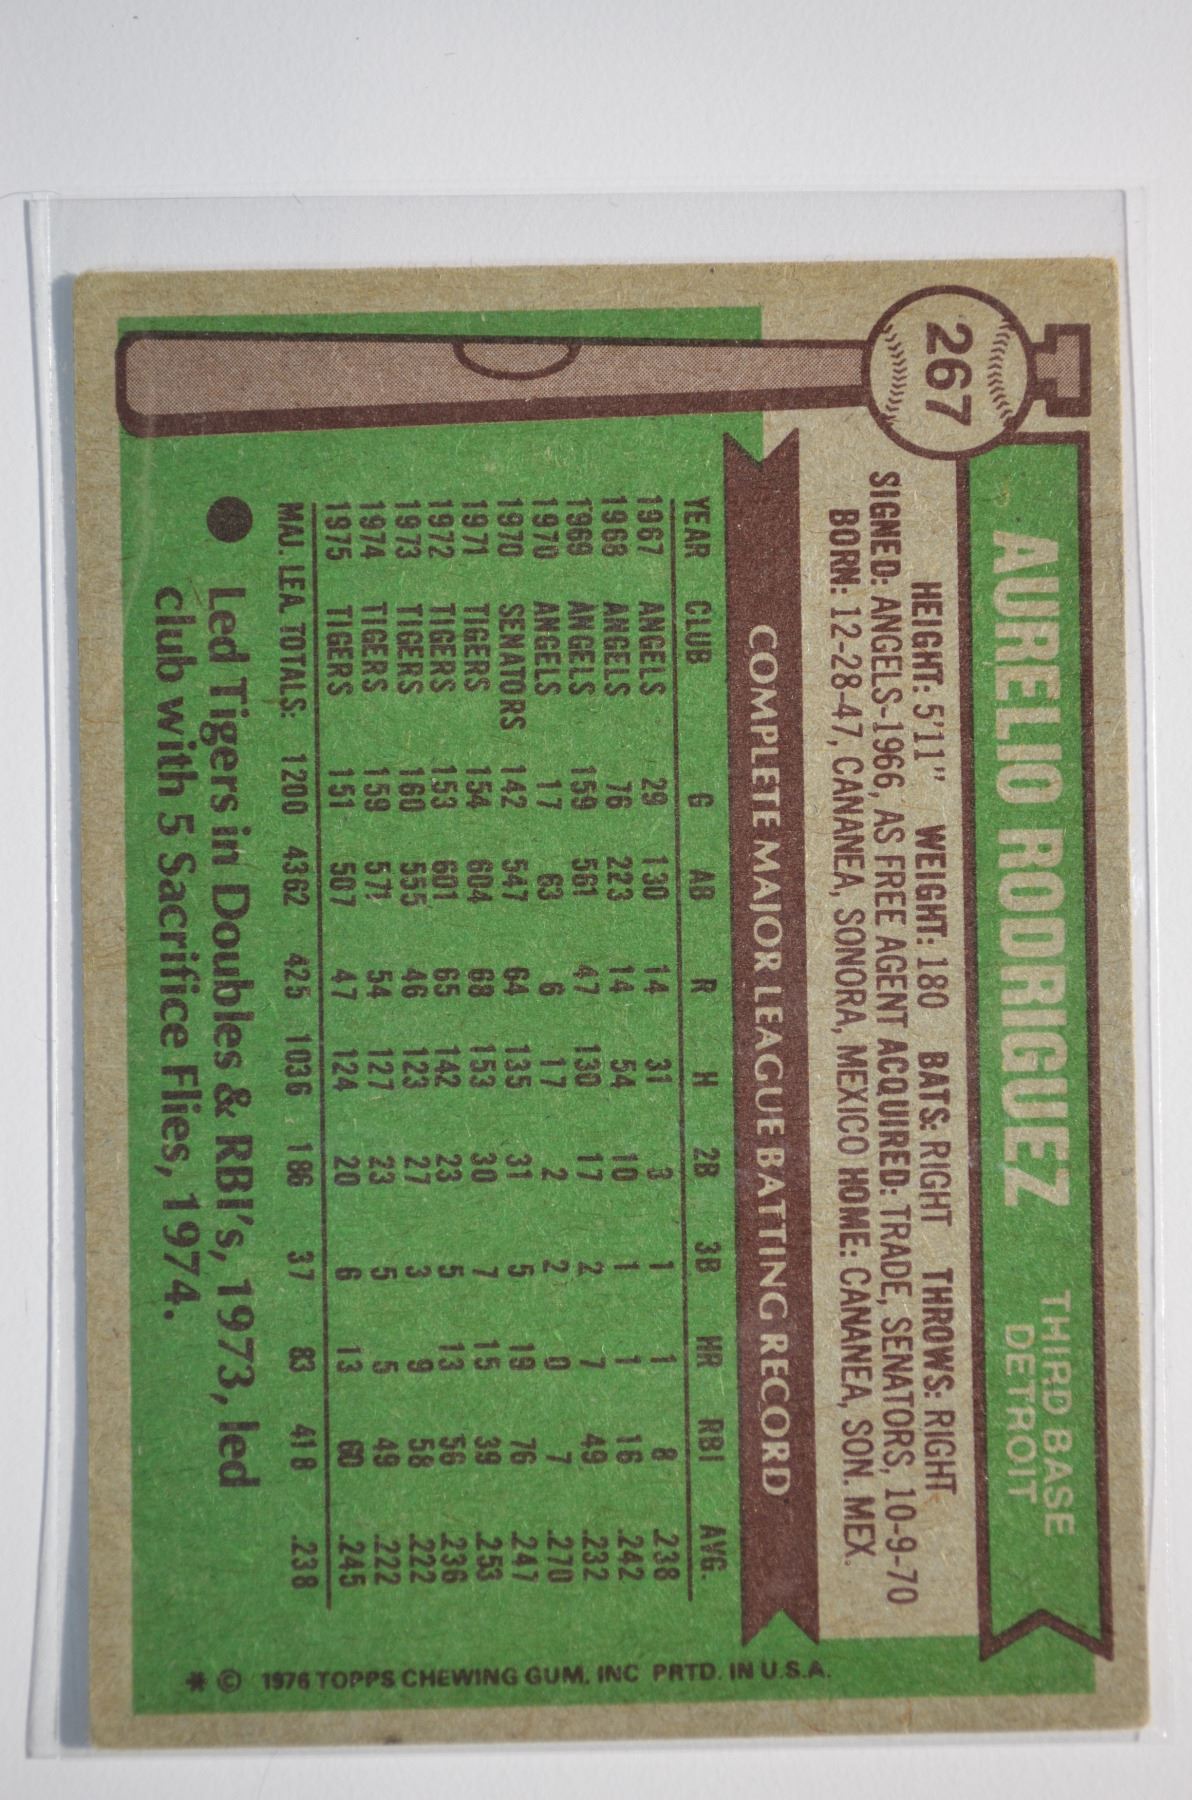 267
AURELIO RODRIGUEZ
THIRD BASE
DETROIT
HEIGHT: 5'11" WEIGHT: 180 BATS: RIGHT THROWS: RIGHT
SIGNED: ANGELS-1966, AS FREE AGENT ACQUIRED: TRADE, SENATORS, 10-9-70
BORN: 12-28-47, CANANEA, SONORA, MEXICO HOME: CANANEA, SON. MEX.
COMPLETE MAJOR LEAGUE BATTING RECORD
YEAR CLUB G AB R H 2B 3B HR RBI AVG.
1967 ANGELS 29 130 14 31 3 1 1 8 .238
1968 ANGELS 76 223 14 54 10 1 1 16 .242
1969 ANGELS 159 561 47 130 17 2 7 49 .232
1970 ANGELS 17 63 6 17 2 2 0 7 .270
1970 SENATORS 142 547 64 135 31 5 19 76 .247
1971 TIGERS 154 604 68 153 30 7 15 39 .253
1972 TIGERS 153 601 65 142 23 5 13 56 .236
1973 TIGERS 160 555 46 123 27 3 9 58 .222
1974 TIGERS 159 571 54 127 23 5 5 49 .222
1975 TIGERS 151 507 47 124 20 6 13 60 .245
MAJ. LEA. TOTALS: 1200 4362 425 1036 186 37 83 418 .238
● Led Tigers in Doubles & RBI's, 1973, led
club with 5 Sacrifice Flies, 1974.
* © 1976 TOPPS CHEWING GUM, INC PRTD. IN U.S.A.